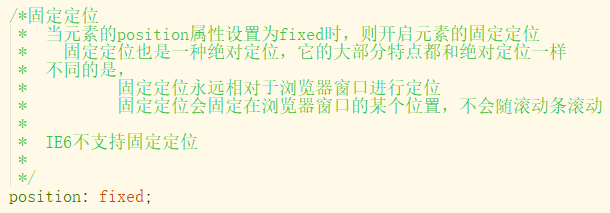 /*固定定位
*  当元素的position属性设置为fixed时，则开启元素的固定定位
*    固定定位也是一种绝对定位，它的大部分特点都和绝对定位一样
*  不同的是，
*          固定定位永远相对于浏览器窗口进行定位
*          固定定位会固定在浏览器窗口的某个位置，不会随滚动条滚动
*
*  IE6不支持固定定位
*
*/
position: fixed;